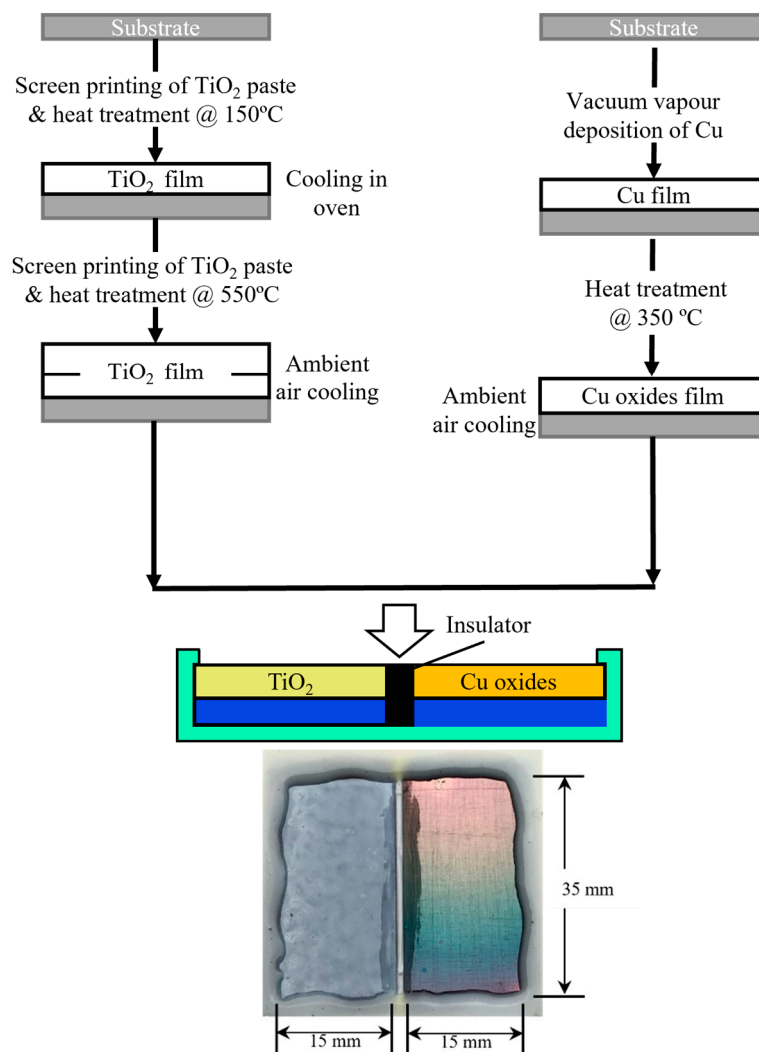 Substrate
Screen printing of TiO₂ paste
& heat treatment @ 150ºC
TiO₂ film
Cooling in
oven
Screen printing of TiO₂ paste
& heat treatment @ 550ºC
TiO₂ film
Ambient
air cooling
Substrate
Vacuum vapour
deposition of Cu
Cu film
Heat treatment
@ 350 ºC
Ambient
air cooling
Cu oxides film
Insulator
TiO₂
Cu oxides
35 mm
15 mm
15 mm